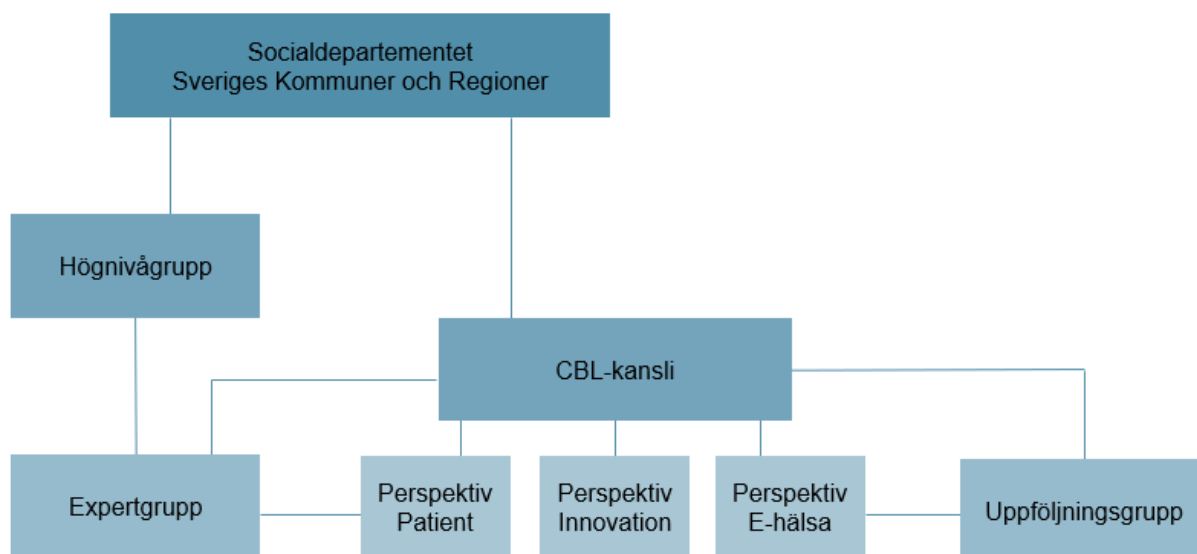 Socialdepartementet
Sveriges Kommuner och Regioner
Högnivågrupp
CBL-kansli
Expertgrupp
Perspektiv
Patient
Perspektiv
Innovation
Perspektiv
E-hälsa
Uppföljningsgrupp